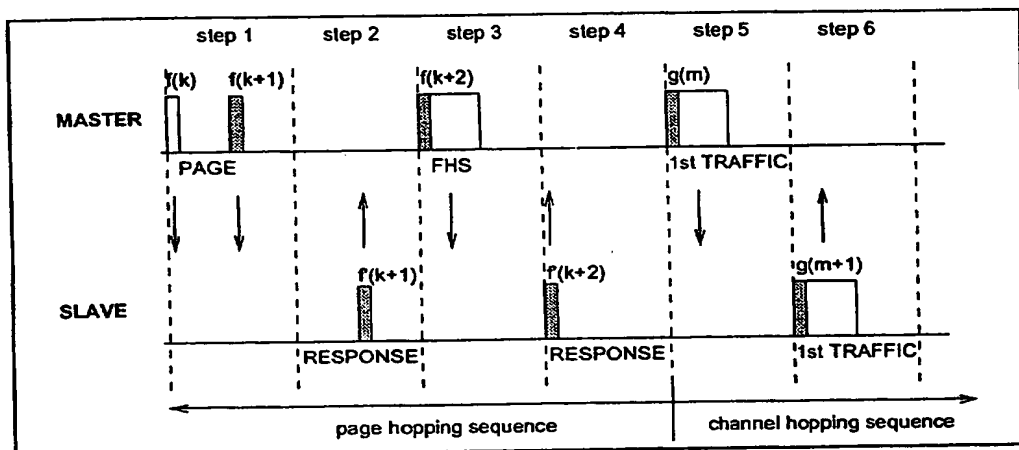 step 1 step 2 step 3 step 4 step 5 step 6
f(k) f(k+1) f(k+2) g(m)
MASTER
PAGE FHS 1st TRAFFIC
f'(k+1) f'(k+2) g(m+1)
SLAVE
RESPONSE RESPONSE 1st TRAFFIC
page hopping sequence channel hopping sequence